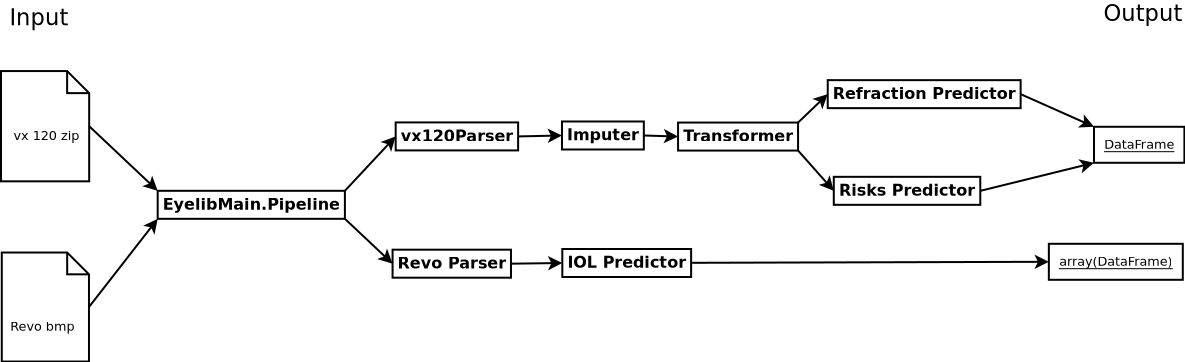 Input
Output
vx 120 zip
Revo bmp
EyelibMain.Pipeline
vx120Parser
Imputer
Transformer
Refraction Predictor
Risks Predictor
DataFrame
Revo Parser
IOL Predictor
array(DataFrame)